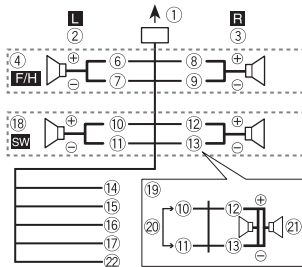 L ① R
② ③
④ ⊕ ⑥ ⑧ ⊕
F/H ⊖ ⑦ ⑨ ⊖
⑱ ⊕ ⑩ ⑫ ⊕
SW ⊖ ⑪ ⑬ ⊖
⑭
⑮
⑯
⑰
㉒
⑲
⑩ ⑫ ⊕
⑳ ㉑
⑪ ⑬ ⊖